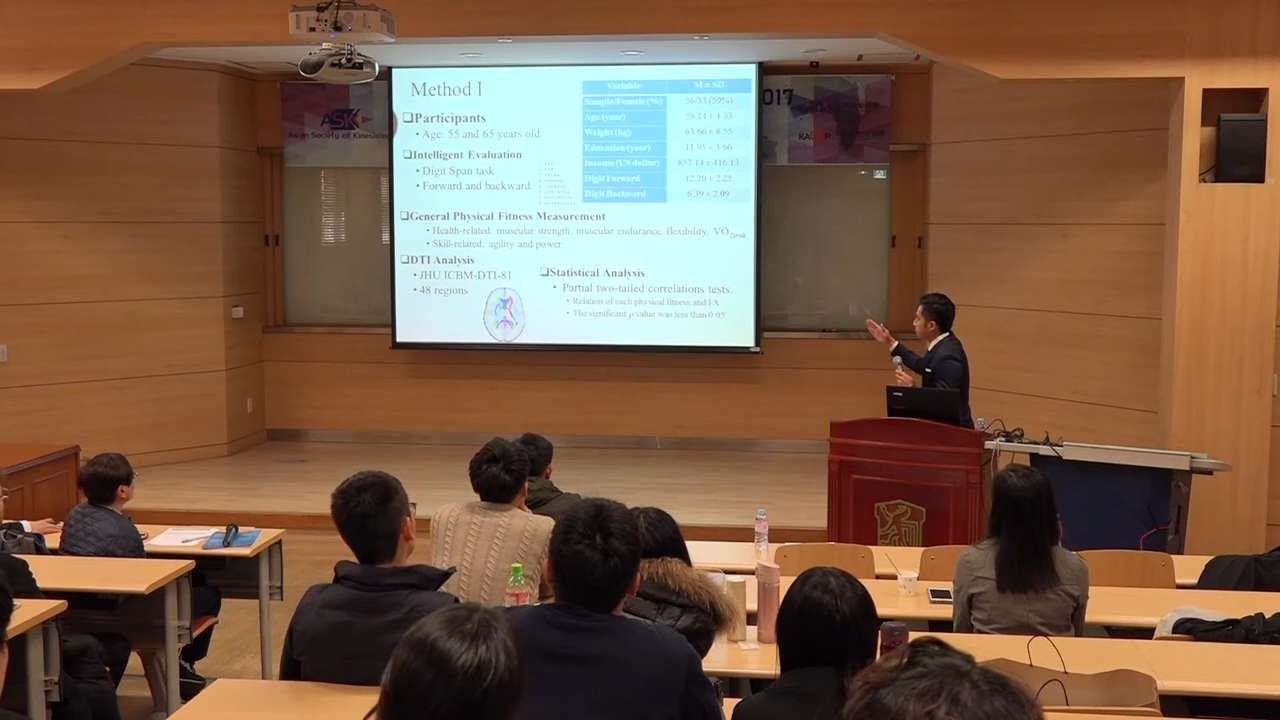 Method I
❑Participants
• Age: 55 and 65 years old
❑Intelligent Evaluation
• Digit Span task
• Forward and backward
Variable M ± SD
Sample/Female (%) 56/33 (59%)
Age (year) 59.14 ± 4.33
Weight (kg) 63.66 ± 8.55
Education (year) 11.95 ± 3.60
Income (US dollar) 857.14 ± 416.13
Digit Forward 12.20 ± 2.25
Digit Backward 6.39 ± 2.09
❑General Physical Fitness Measurement
• Health-related: muscular strength, muscular endurance, flexibility, VO2peak
• Skill-related: agility and power
❑DTI Analysis
• JHU ICBM-DTI-81
• 48 regions
❑Statistical Analysis
• Partial two-tailed correlations tests.
• Relation of each physical fitness and FA
• The significant p value was less than 0.05
ASK
Asian Society of Kinesiolo
017